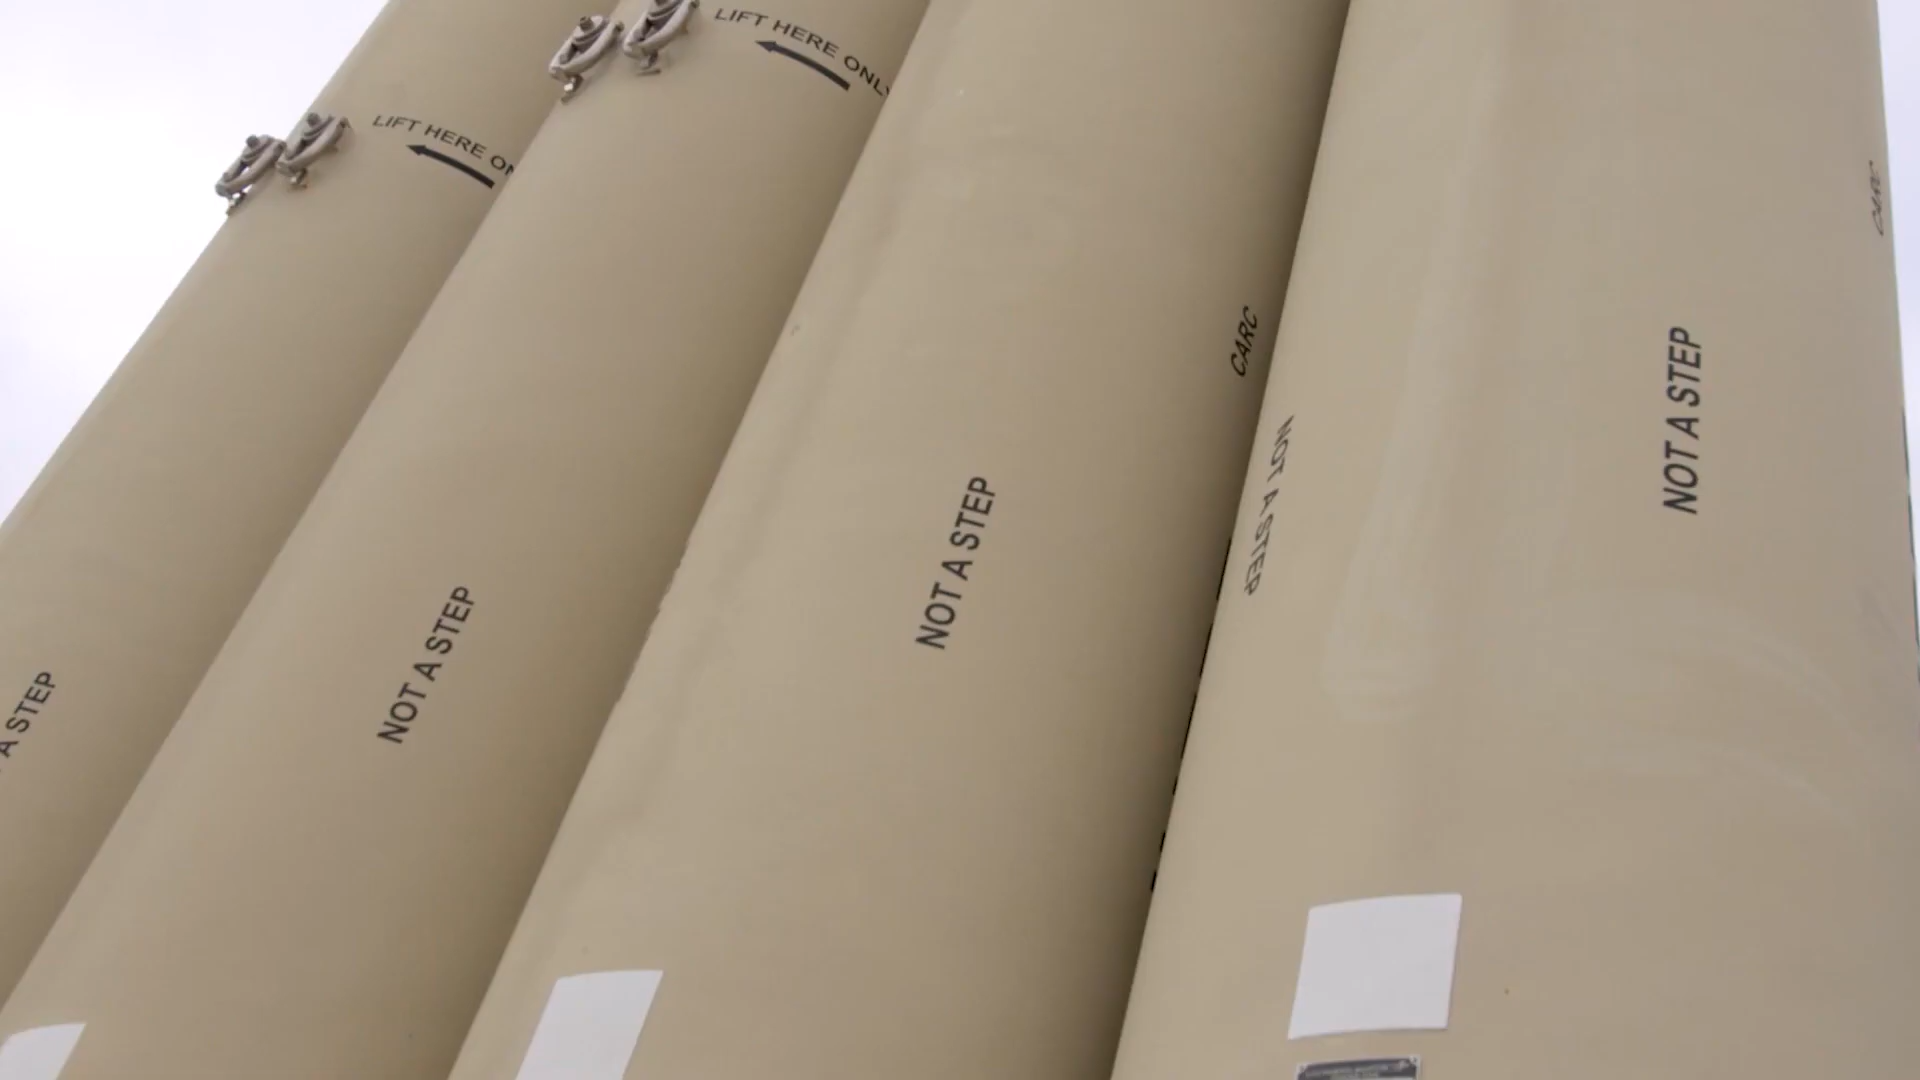 LIFT HERE ONLY
LIFT HERE ON
CARC
CARC
NOT A STEP
NOT A STEP
NOT A STEP
NOT A STEP
A STEP